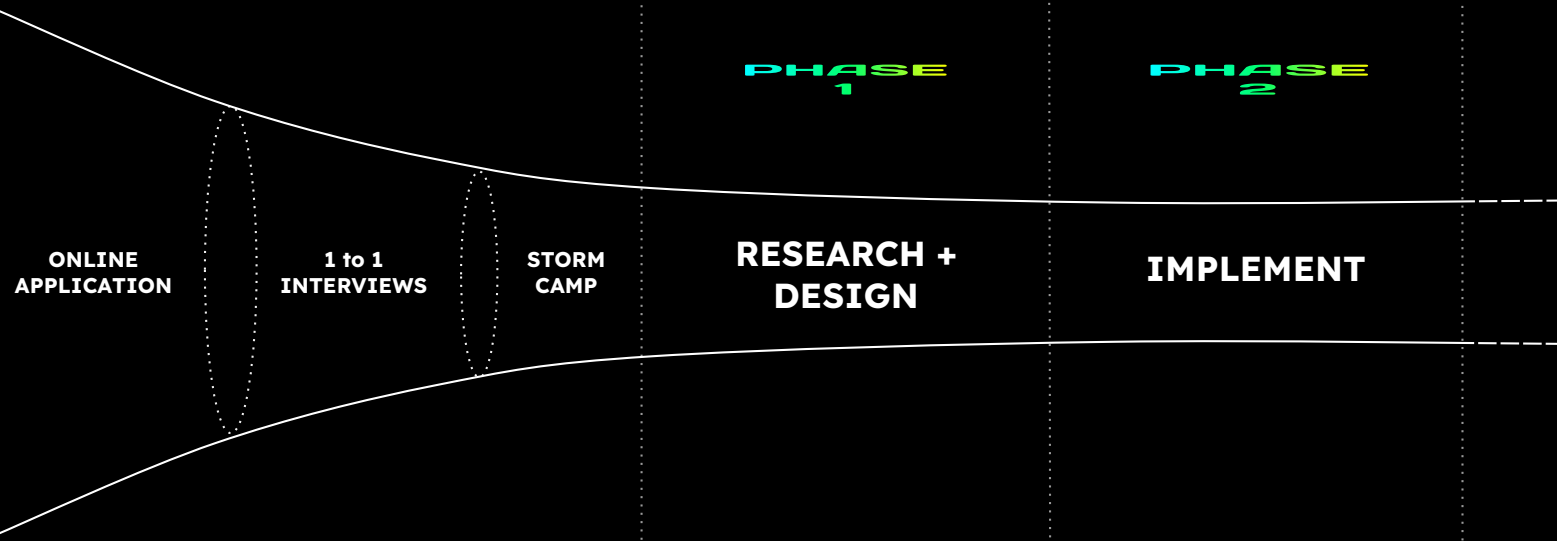 PHASE
1
PHASE
2
ONLINE
APPLICATION
1 to 1
INTERVIEWS
STORM
CAMP
RESEARCH +
DESIGN
IMPLEMENT